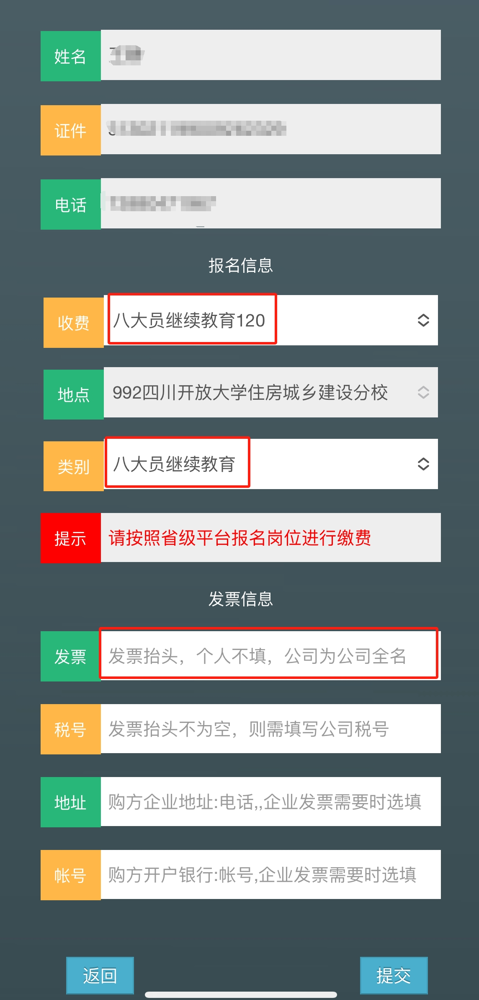 姓名
证件
电话
报名信息
收费 八大员继续教育120
地点 992四川开放大学住房城乡建设分校
类别 八大员继续教育
提示 请按照省级平台报名岗位进行缴费
发票信息
发票 发票抬头，个人不填，公司为公司全名
税号 发票抬头不为空，则需填写公司税号
地址 购方企业地址:电话,,企业发票需要时选填
帐号 购方开户银行:帐号,企业发票需要时选填
返回 提交